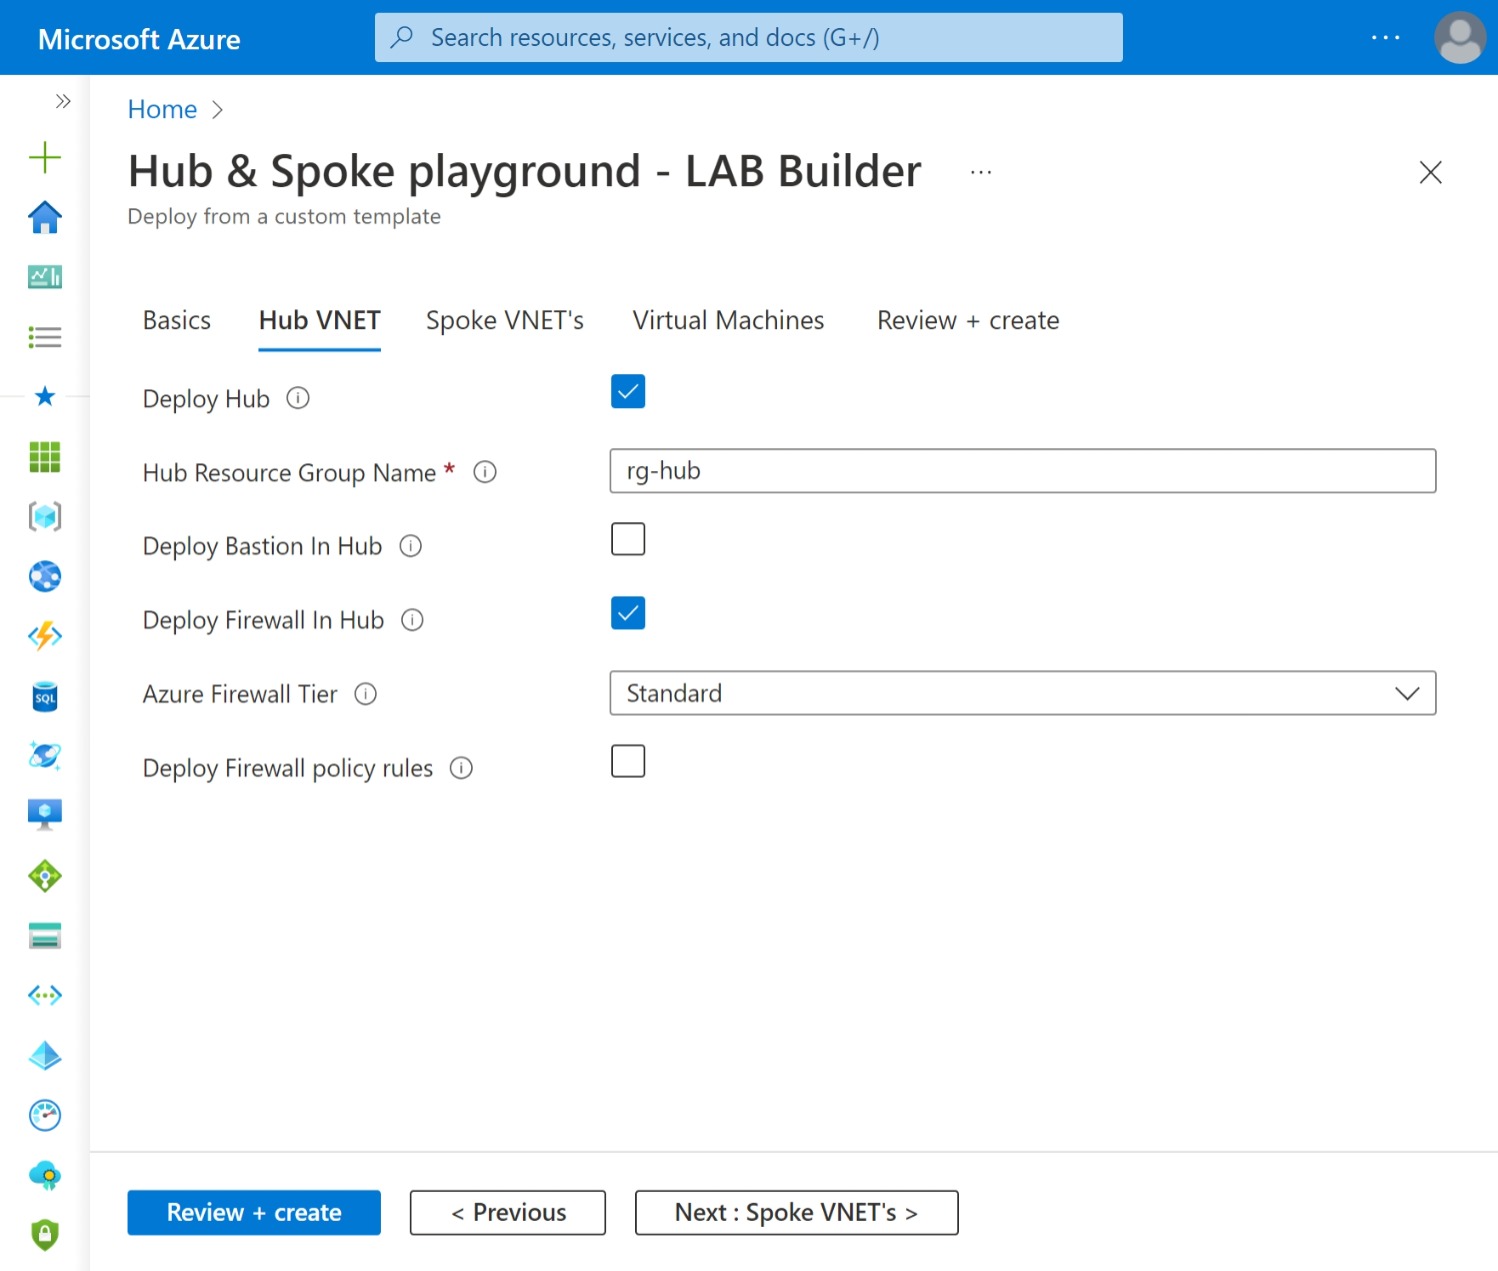 Microsoft Azure
Search resources, services, and docs (G+/)
Home
Hub & Spoke playground - LAB Builder
Deploy from a custom template
Basics
Hub VNET
Spoke VNET's
Virtual Machines
Review + create
Deploy Hub
Hub Resource Group Name *
rg-hub
Deploy Bastion In Hub
Deploy Firewall In Hub
Azure Firewall Tier
Standard
Deploy Firewall policy rules
SQL
Review + create
< Previous
Next : Spoke VNET's >